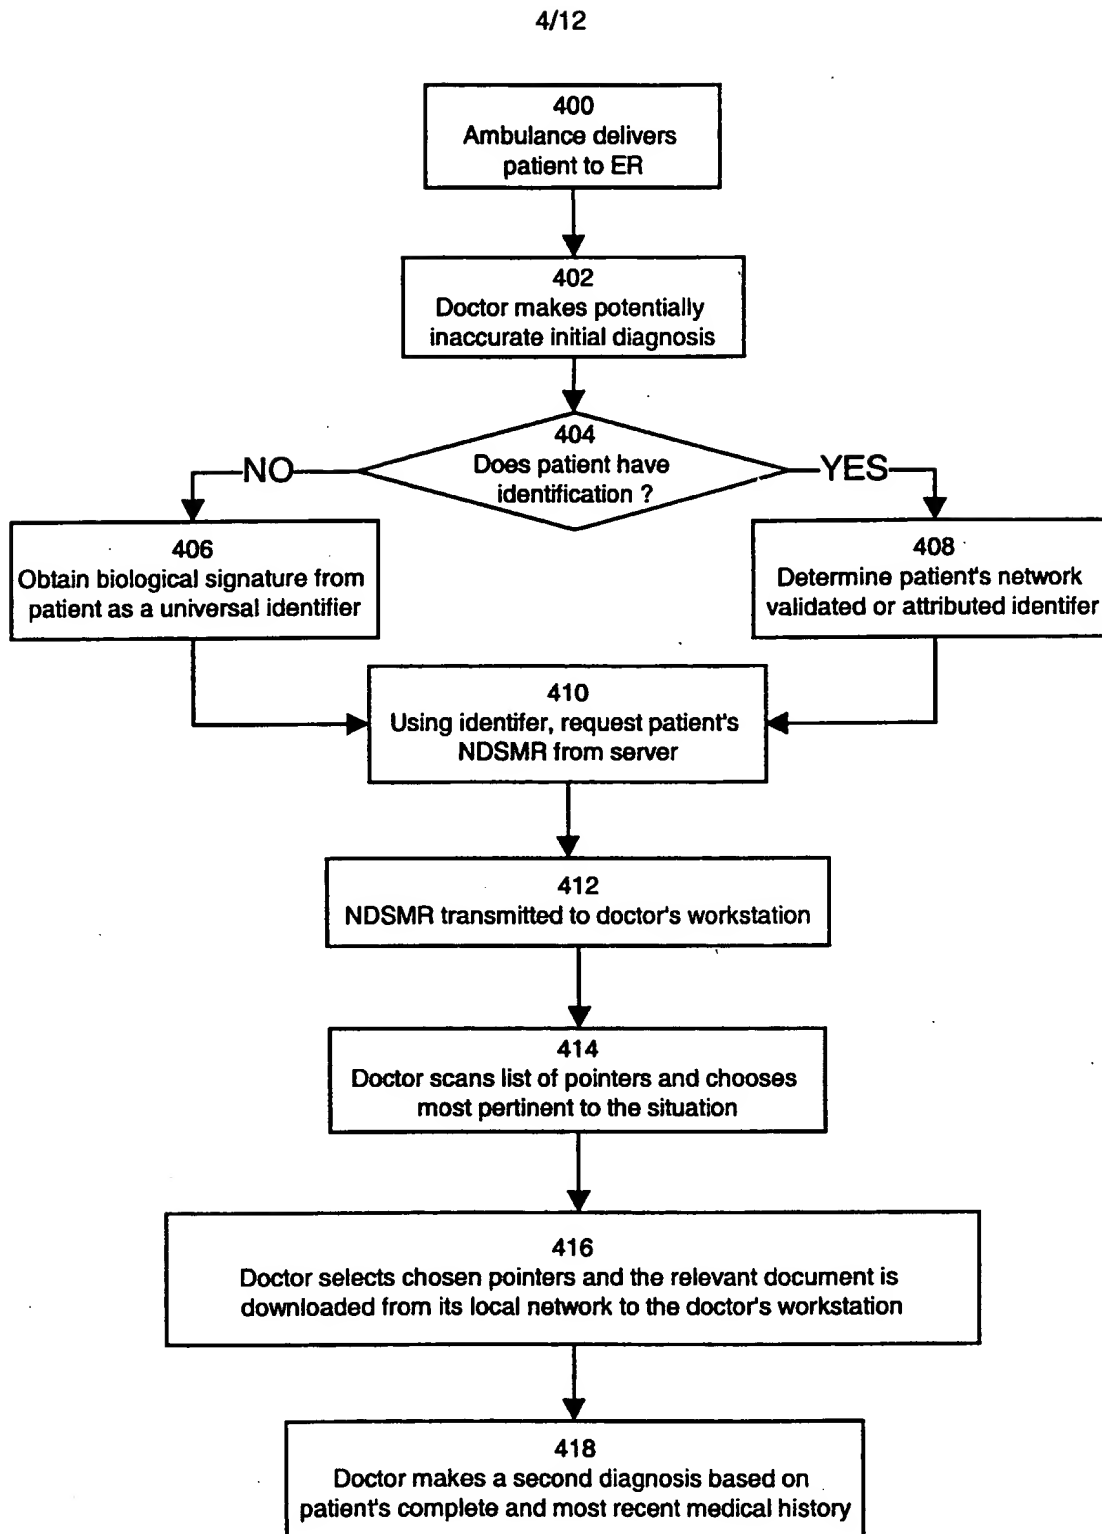 4/12
400
Ambulance delivers
patient to ER
402
Doctor makes potentially
inaccurate initial diagnosis
404
Does patient have
identification ?
NO
YES
406
Obtain biological signature from
patient as a universal identifier
408
Determine patient's network
validated or attributed identifer
410
Using identifer, request patient's
NDSMR from server
412
NDSMR transmitted to doctor's workstation
414
Doctor scans list of pointers and chooses
most pertinent to the situation
416
Doctor selects chosen pointers and the relevant document is
downloaded from its local network to the doctor's workstation
418
Doctor makes a second diagnosis based on
patient's complete and most recent medical history